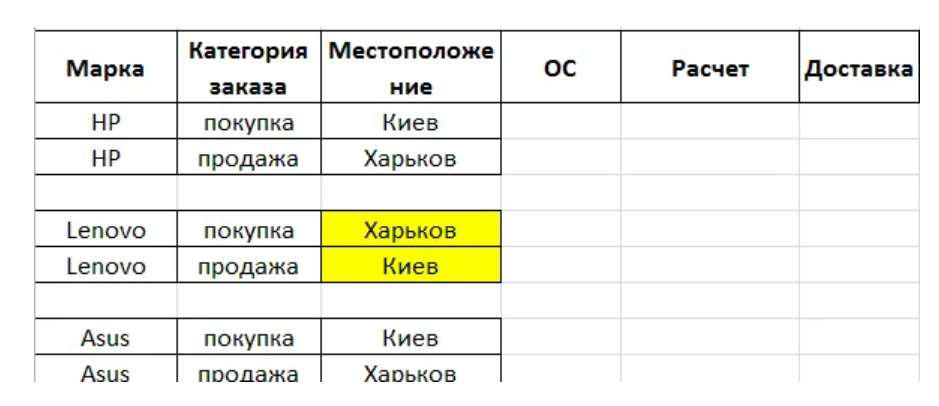 Марка Категория заказа Местоположе ние ОС Расчет Доставка
HP покупка Киев
HP продажа Харьков
Lenovo покупка Харьков
Lenovo продажа Киев
Asus покупка Киев
Asus продажа Харьков